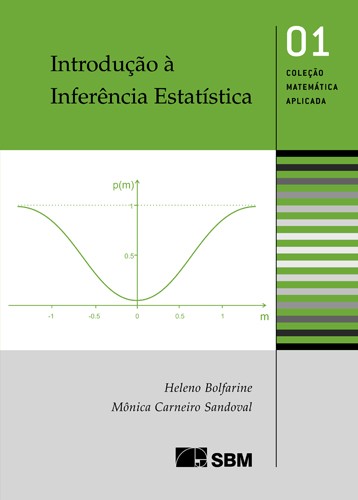 Introdução à
Inferência Estatística
01
COLEÇÃO
MATEMÁTICA
APLICADA
p(m)
1
0.5
-1
-0.5
0
0.5
1
m
Heleno Bolfarine
Mônica Carneiro Sandoval
SBM